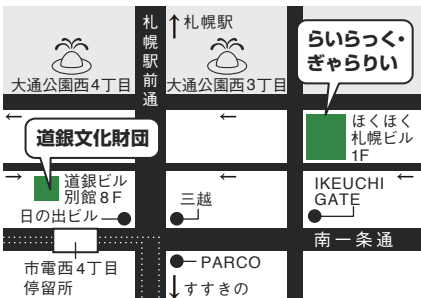 札幌駅前通
↑札幌駅
大通公園西4丁目
大通公園西3丁目
らいらっく・
ぎゃらりい
←
←
ほくほく
札幌ビル
1F
道銀文化財団
→
道銀ビル
別館8F
日の出ビル
←
三越
←
IKEUCHI
GATE
南一条通
市電西4丁目
停留所
PARCO
↓すすきの